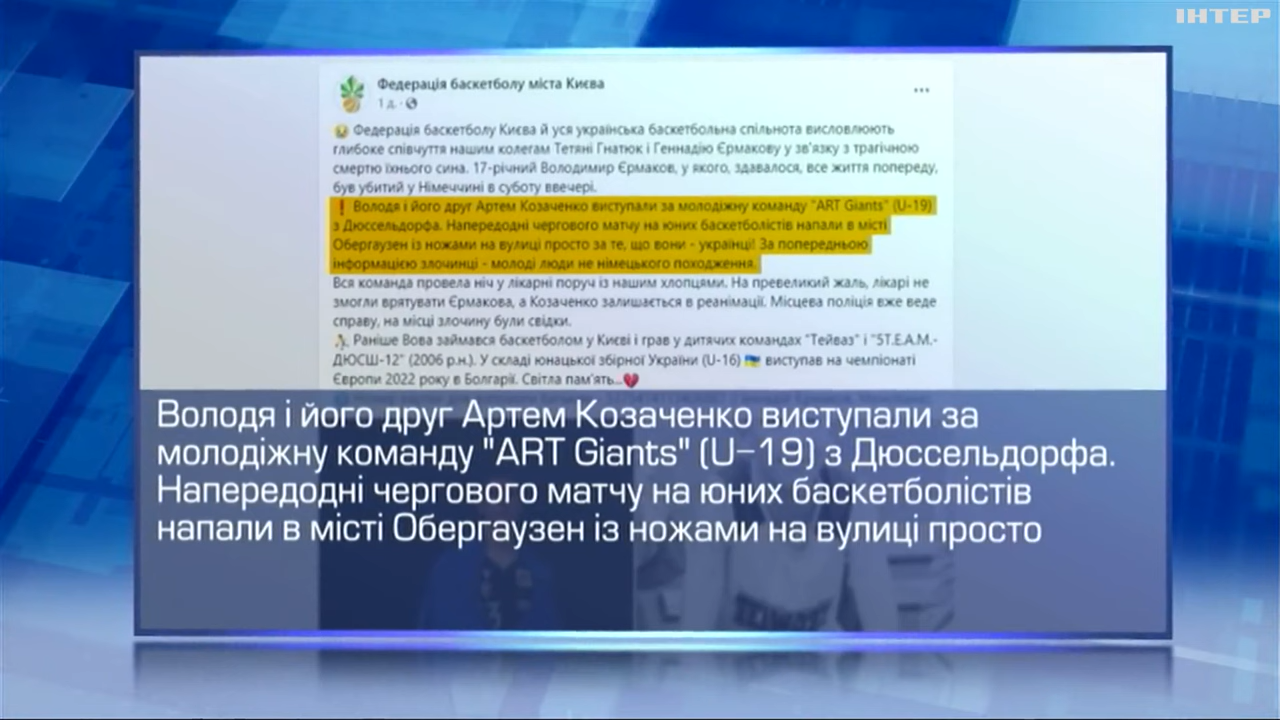 ІНТЕР
Федерація баскетболу міста Києва
1 д. ·
Федерація баскетболу Києва й уся українська баскетбольна спільнота висловлюють
глибоке співчуття нашим колегам Тетяні Гнатюк і Геннадію Єрмакову у зв'язку з трагічною
смертю їхнього сина. 17-річний Володимир Єрмаков, у якого, здавалося, все життя попереду,
був убитий у Німеччині в суботу ввечері.
❗ Володя і його друг Артем Козаченко виступали за молодіжну команду "ART Giants" (U-19)
з Дюссельдорфа. Напередодні чергового матчу на юних баскетболістів напали в місті
Обергаузен із ножами на вулиці просто за те, що вони - українці! За попередньою
інформацією злочинці - молоді люди не німецького походження.
Вся команда провела ніч у лікарні поруч із нашим хлопцями. На превеликий жаль, лікарі не
змогли врятувати Єрмакова, а Козаченко залишається в реанімації. Місцева поліція вже веде
справу, на місці злочину були свідки.
Раніше Вова займався баскетболом у Києві і грав у дитячих командах "Тейваз" і "5T.E.A.M.-
ДЮСШ-12" (2006 р.н.). У складі юнацької збірної України (U-16) 🇺🇦 виступав на чемпіонаті
Європи 2022 року в Болгарії. Світла пам'ять...💔
Володя і його друг Артем Козаченко виступали за
молодіжну команду "ART Giants" (U-19) з Дюссельдорфа.
Напередодні чергового матчу на юних баскетболістів
напали в місті Обергаузен із ножами на вулиці просто